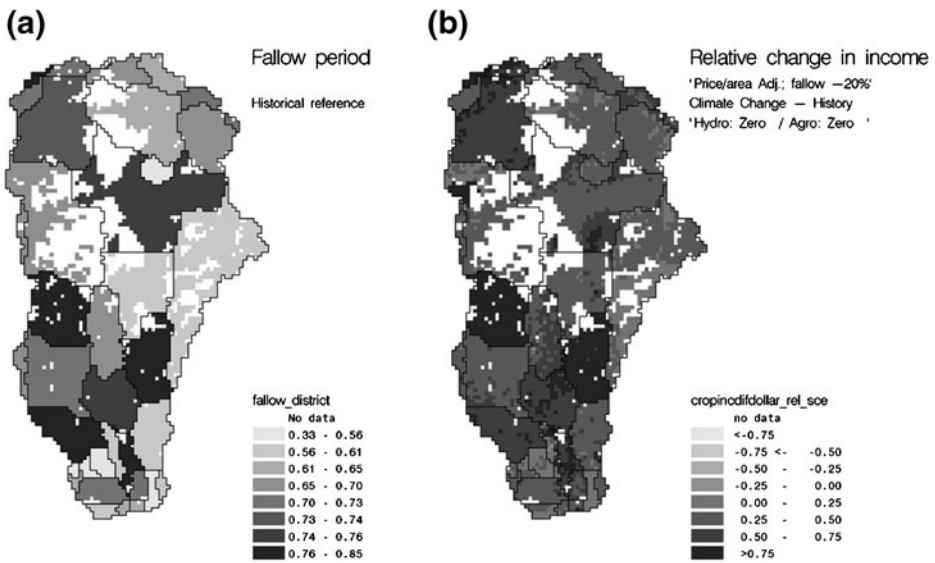 (a)
Fallow period
Historical reference
fallow_district
No data
0.33 - 0.56
0.56 - 0.61
0.61 - 0.65
0.65 - 0.70
0.70 - 0.73
0.73 - 0.74
0.74 - 0.76
0.76 - 0.85
(b)
Relative change in income
'Price/area Adj.: fallow −20%'
Climate Change − History
' Hydro: Zero / Agro: Zero '
cropincdifdollar_rel_sce
no data
<-0.75
-0.75 <- -0.50
-0.50 - -0.25
-0.25 - 0.00
0.00 - 0.25
0.25 - 0.50
0.50 - 0.75
>0.75